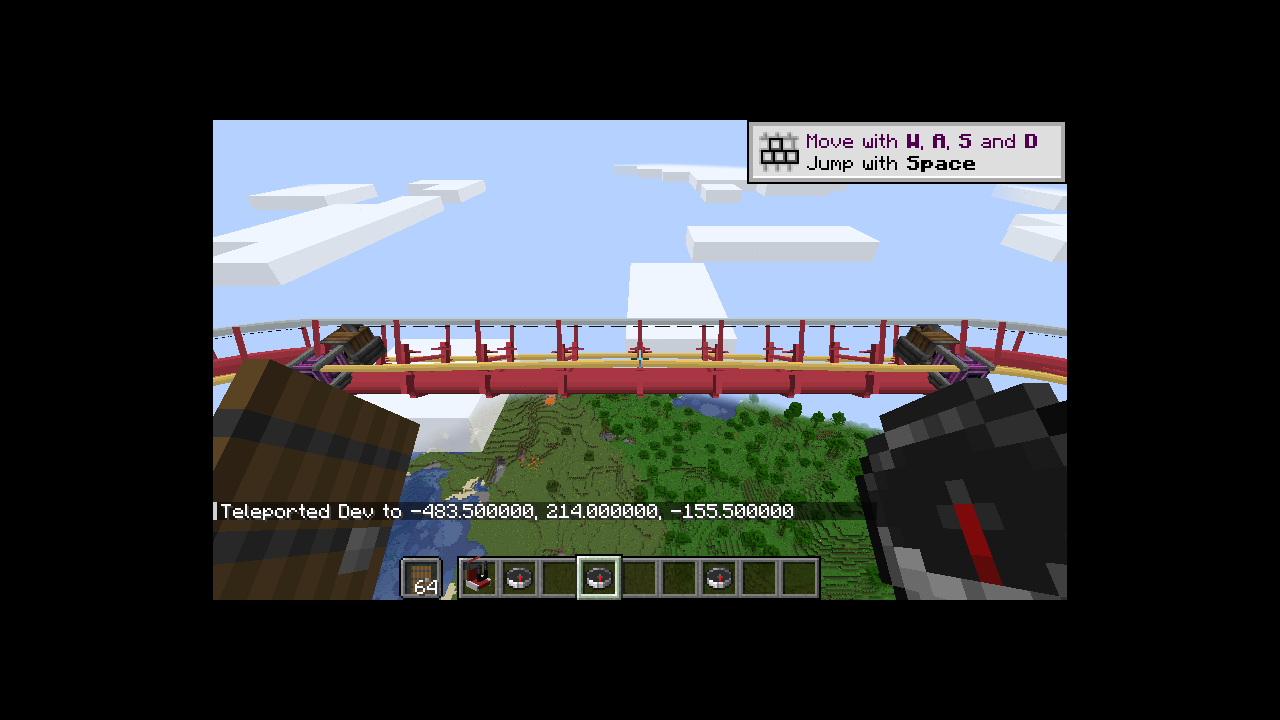 Move with W, A, S and D
Jump with Space
Teleported Dev to -483.500000, 214.000000, -155.500000
64